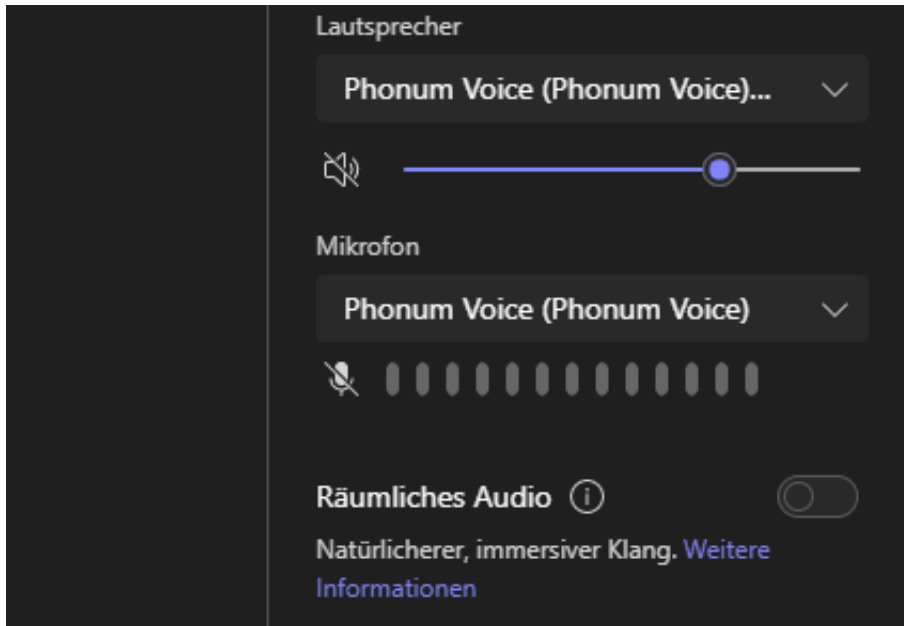 Lautsprecher
Phonum Voice (Phonum Voice)...
Mikrofon
Phonum Voice (Phonum Voice)
Räumliches Audio
Natürlicherer, immersiver Klang. Weitere
Informationen